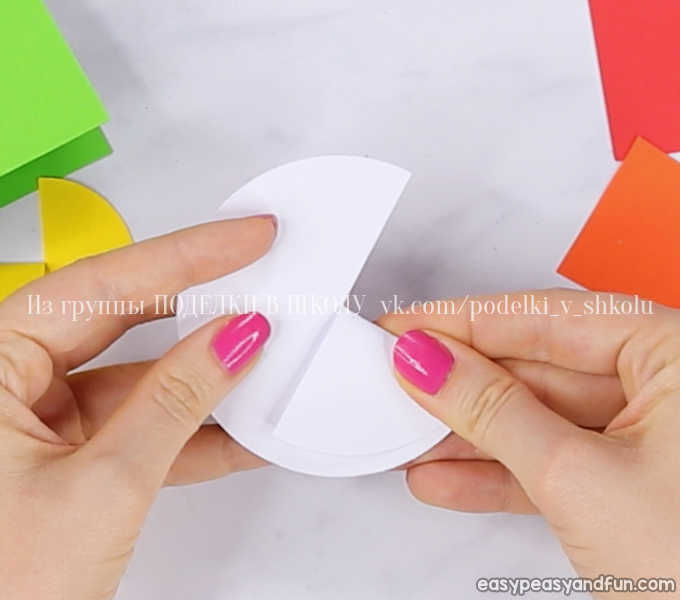 Из группы ПОДЕЛКИ В ШКОЛУ vk.com/podelki_v_shkolu
easypeasyandfun.com